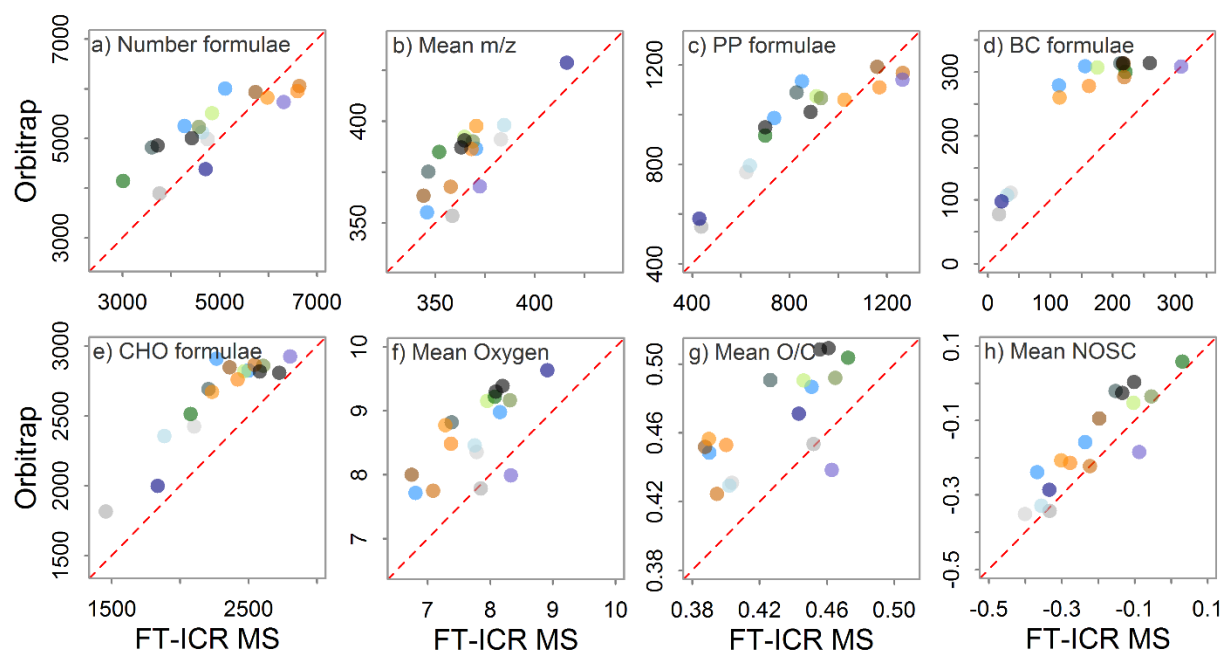 a) Number formulae
b) Mean m/z
c) PP formulae
d) BC formulae
Orbitrap
7000
5000
3000
3000 5000 7000
400
350
350 400
1200
1000
800
600
400
400 600 800 1000 1200
300
200
100
0
0 100 200 300
e) CHO formulae
f) Mean Oxygen
g) Mean O/C
h) Mean NOSC
Orbitrap
3000
2500
2000
1500
1500 2500
10
9
8
7
7 8 9 10
0.50
0.46
0.42
0.38
0.38 0.42 0.46 0.50
0.1
-0.1
-0.3
-0.5
-0.5 -0.3 -0.1 0.1
FT-ICR MS FT-ICR MS FT-ICR MS FT-ICR MS